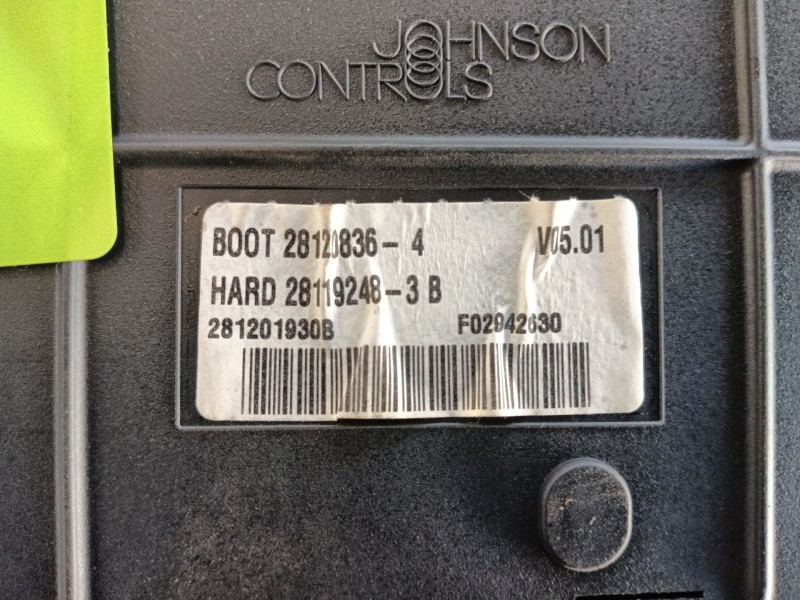 JOHNSON
CONTROLS
BOOT 28120836-4 V05.01
HARD 28119248-3 B
281201930B F02942630